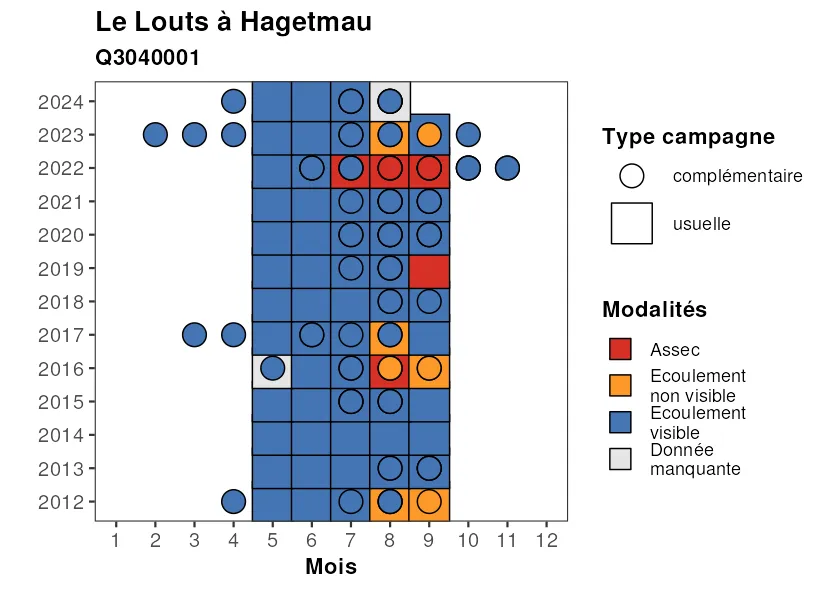 Le Louts à Hagetmau
Q3040001
2024
2023
2022
2021
2020
2019
2018
2017
2016
2015
2014
2013
2012
1 2 3 4 5 6 7 8 9 10 11 12
Mois
Type campagne
complémentaire
usuelle
Modalités
Assec
Ecoulement
non visible
Ecoulement
visible
Donnée
manquante